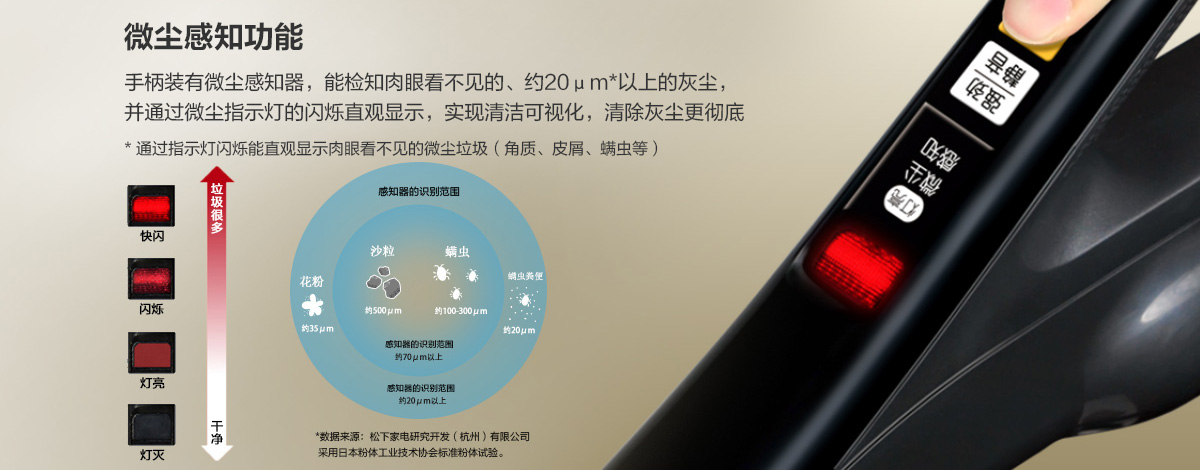 微尘感知功能
手柄装有微尘感知器，能检知肉眼看不见的、约20μm*以上的灰尘，
并通过微尘指示灯的闪烁直观显示，实现清洁可视化，清除灰尘更彻底
* 通过指示灯闪烁能直观显示肉眼看不见的微尘垃圾（角质、皮屑、螨虫等）
垃圾很多
快闪
闪烁
灯亮
灯灭
干净
感知器的识别范围
沙粒
约500μm
螨虫
约100-300μm
花粉
约35μm
螨虫粪便
约20μm
感知器的识别范围
约70μm以上
感知器的识别范围
约20μm以上
*数据来源：松下家电研究开发（杭州）有限公司
采用日本粉体工业技术协会标准粉体试验。
强劲
静音
微尘
感知
灯亮